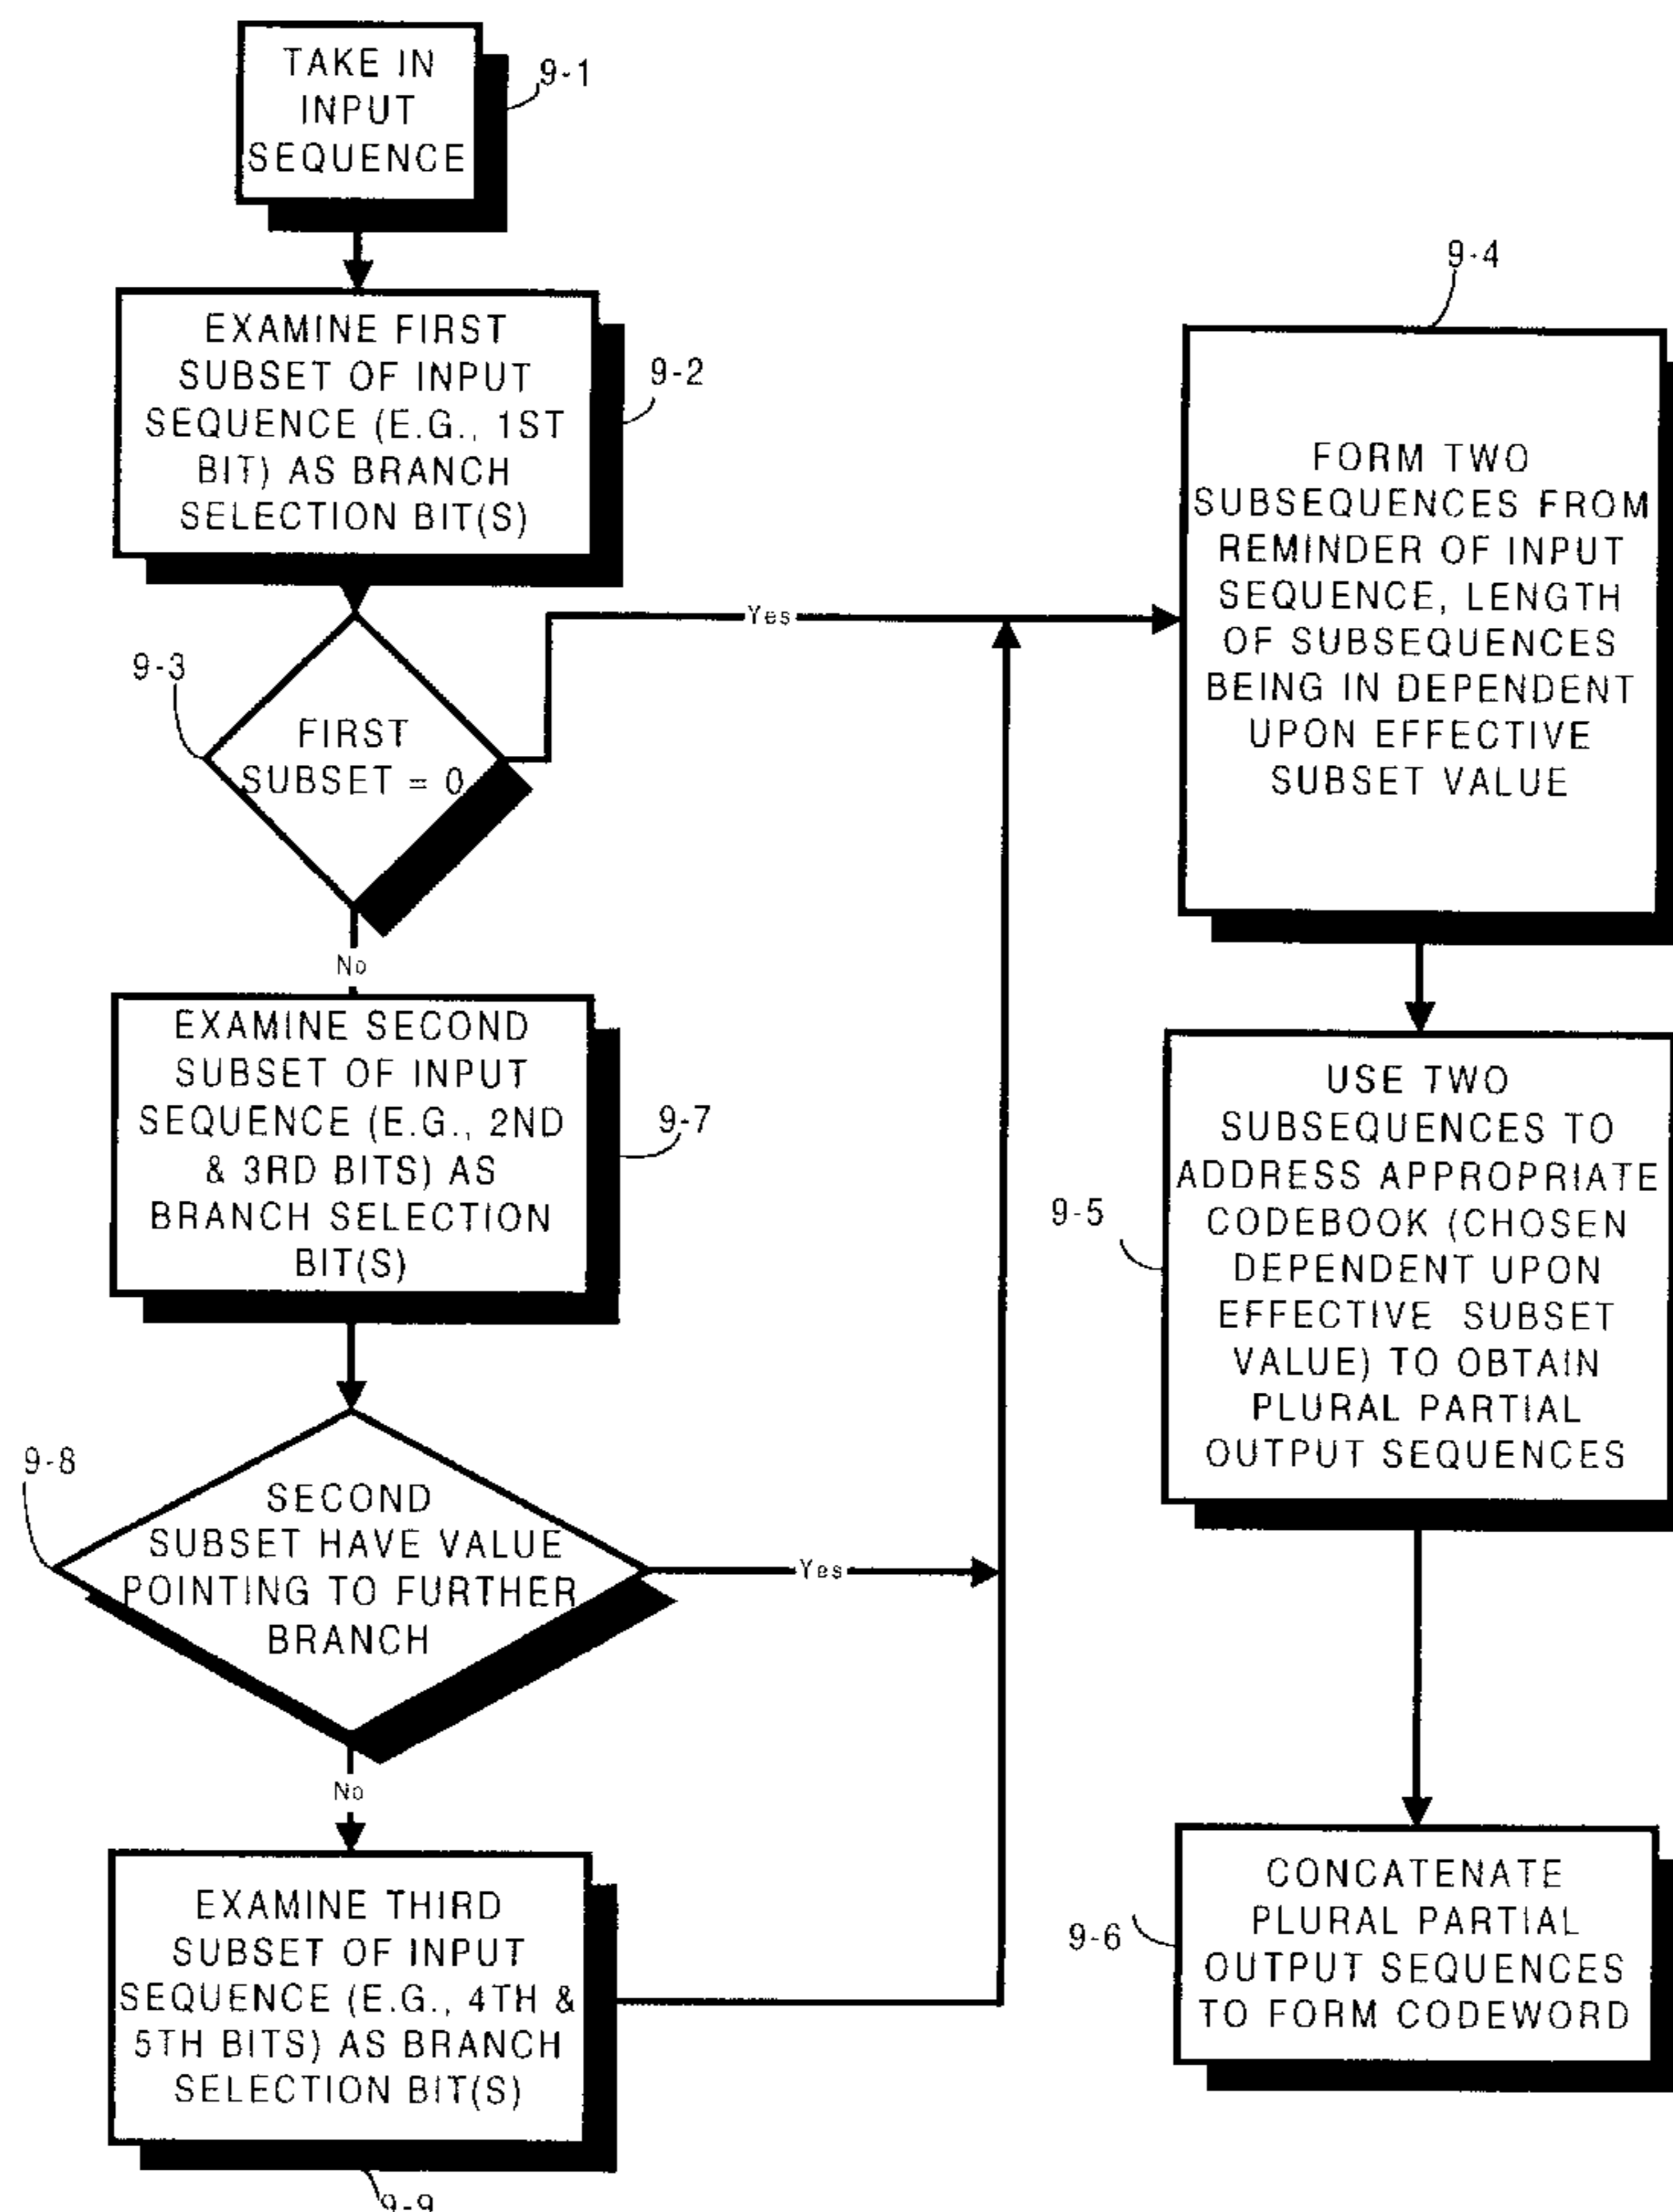 TAKE IN
INPUT
SEQUENCE
9-1
EXAMINE FIRST
SUBSET OF INPUT
SEQUENCE (E.G., 1ST
BIT) AS BRANCH
SELECTION BIT(S)
9-2
9-3
FIRST
SUBSET = 0
Yes
No
EXAMINE SECOND
SUBSET OF INPUT
SEQUENCE (E.G., 2ND
& 3RD BITS) AS
BRANCH SELECTION
BIT(S)
9-7
9-8
SECOND
SUBSET HAVE VALUE
POINTING TO FURTHER
BRANCH
Yes
No
EXAMINE THIRD
SUBSET OF INPUT
SEQUENCE (E.G., 4TH &
5TH BITS) AS BRANCH
SELECTION BIT(S)
9-9
9-4
FORM TWO
SUBSEQUENCES FROM
REMINDER OF INPUT
SEQUENCE, LENGTH
OF SUBSEQUENCES
BEING IN DEPENDENT
UPON EFFECTIVE
SUBSET VALUE
9-5
USE TWO
SUBSEQUENCES TO
ADDRESS APPROPRIATE
CODEBOOK (CHOSEN
DEPENDENT UPON
EFFECTIVE SUBSET
VALUE) TO OBTAIN
PLURAL PARTIAL
OUTPUT SEQUENCES
9-6
CONCATENATE
PLURAL PARTIAL
OUTPUT SEQUENCES
TO FORM CODEWORD